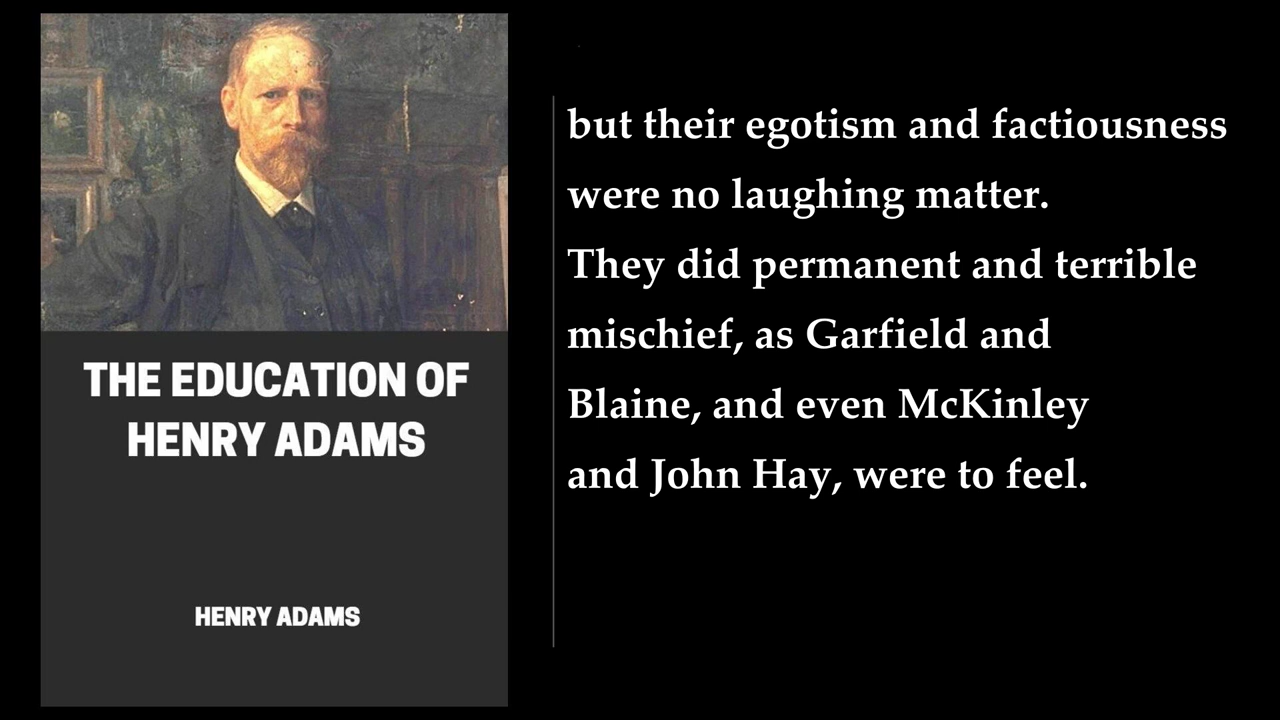 THE EDUCATION OF
HENRY ADAMS
HENRY ADAMS
but their egotism and factiousness
were no laughing matter.
They did permanent and terrible
mischief, as Garfield and
Blaine, and even McKinley
and John Hay, were to feel.